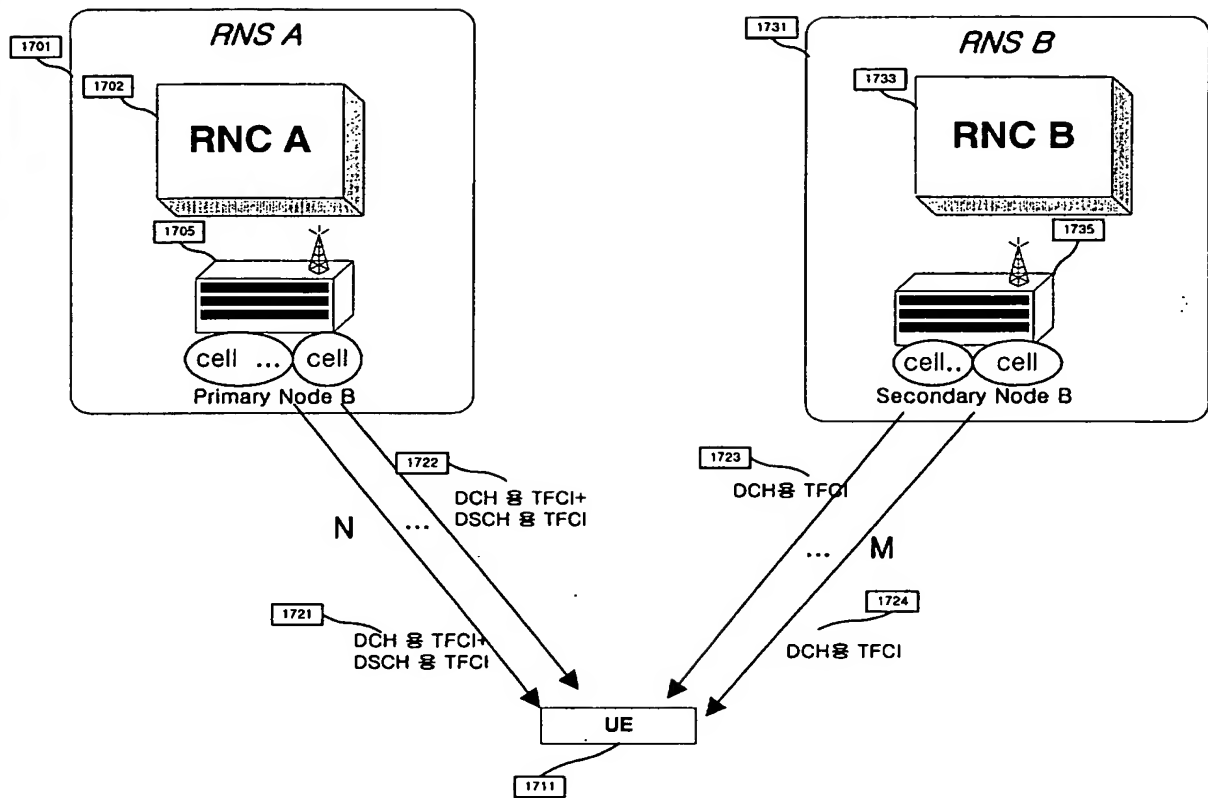 1701
RNS A
1702
RNC A
1705
cell ... cell
Primary Node B
1731
RNS B
1733
RNC B
1735
cell.. cell
Secondary Node B
1722
DCH 용 TFCI+
DSCH 용 TFCI
N
...
1721
DCH 용 TFCI+
DSCH 용 TFCI
1723
DCH용 TFCI
...
M
1724
DCH용 TFCI
UE
1711